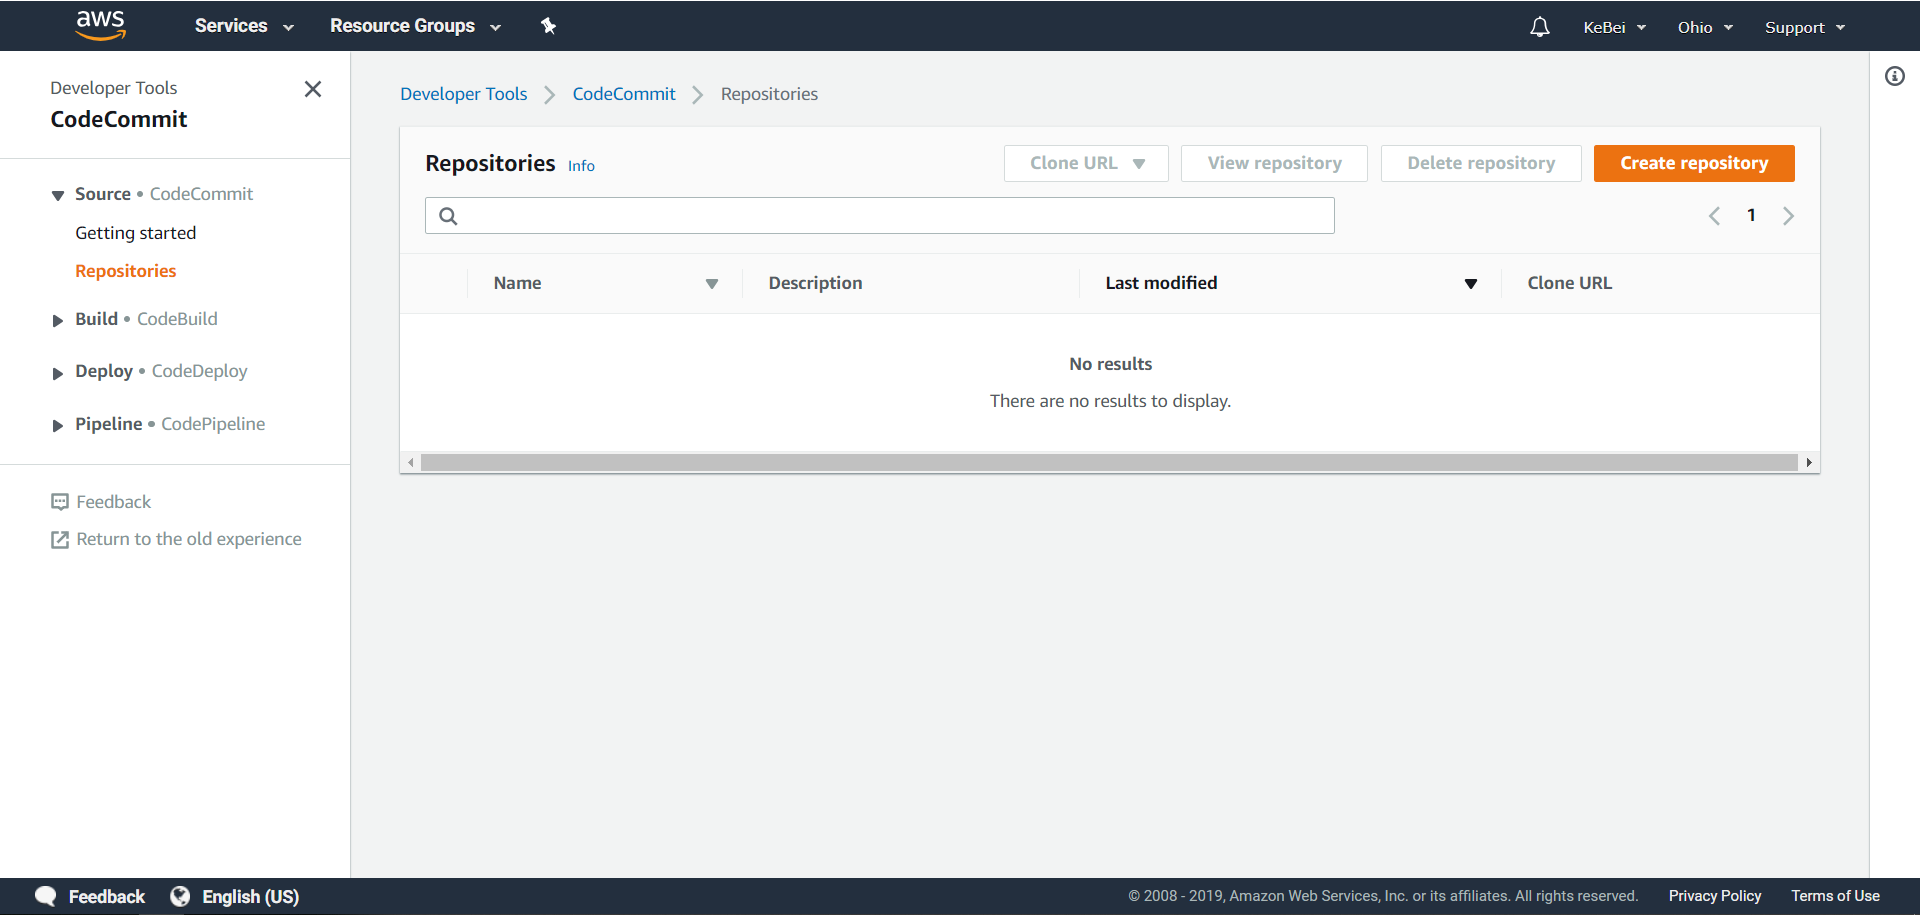 aws
Services
Resource Groups
KeBei
Ohio
Support
Developer Tools
CodeCommit
Source • CodeCommit
Getting started
Repositories
Build • CodeBuild
Deploy • CodeDeploy
Pipeline • CodePipeline
Feedback
Return to the old experience
Developer Tools
CodeCommit
Repositories
Repositories Info
Clone URL
View repository
Delete repository
Create repository
1
Name
Description
Last modified
Clone URL
No results
There are no results to display.
Feedback
English (US)
© 2008 - 2019, Amazon Web Services, Inc. or its affiliates. All rights reserved.
Privacy Policy
Terms of Use